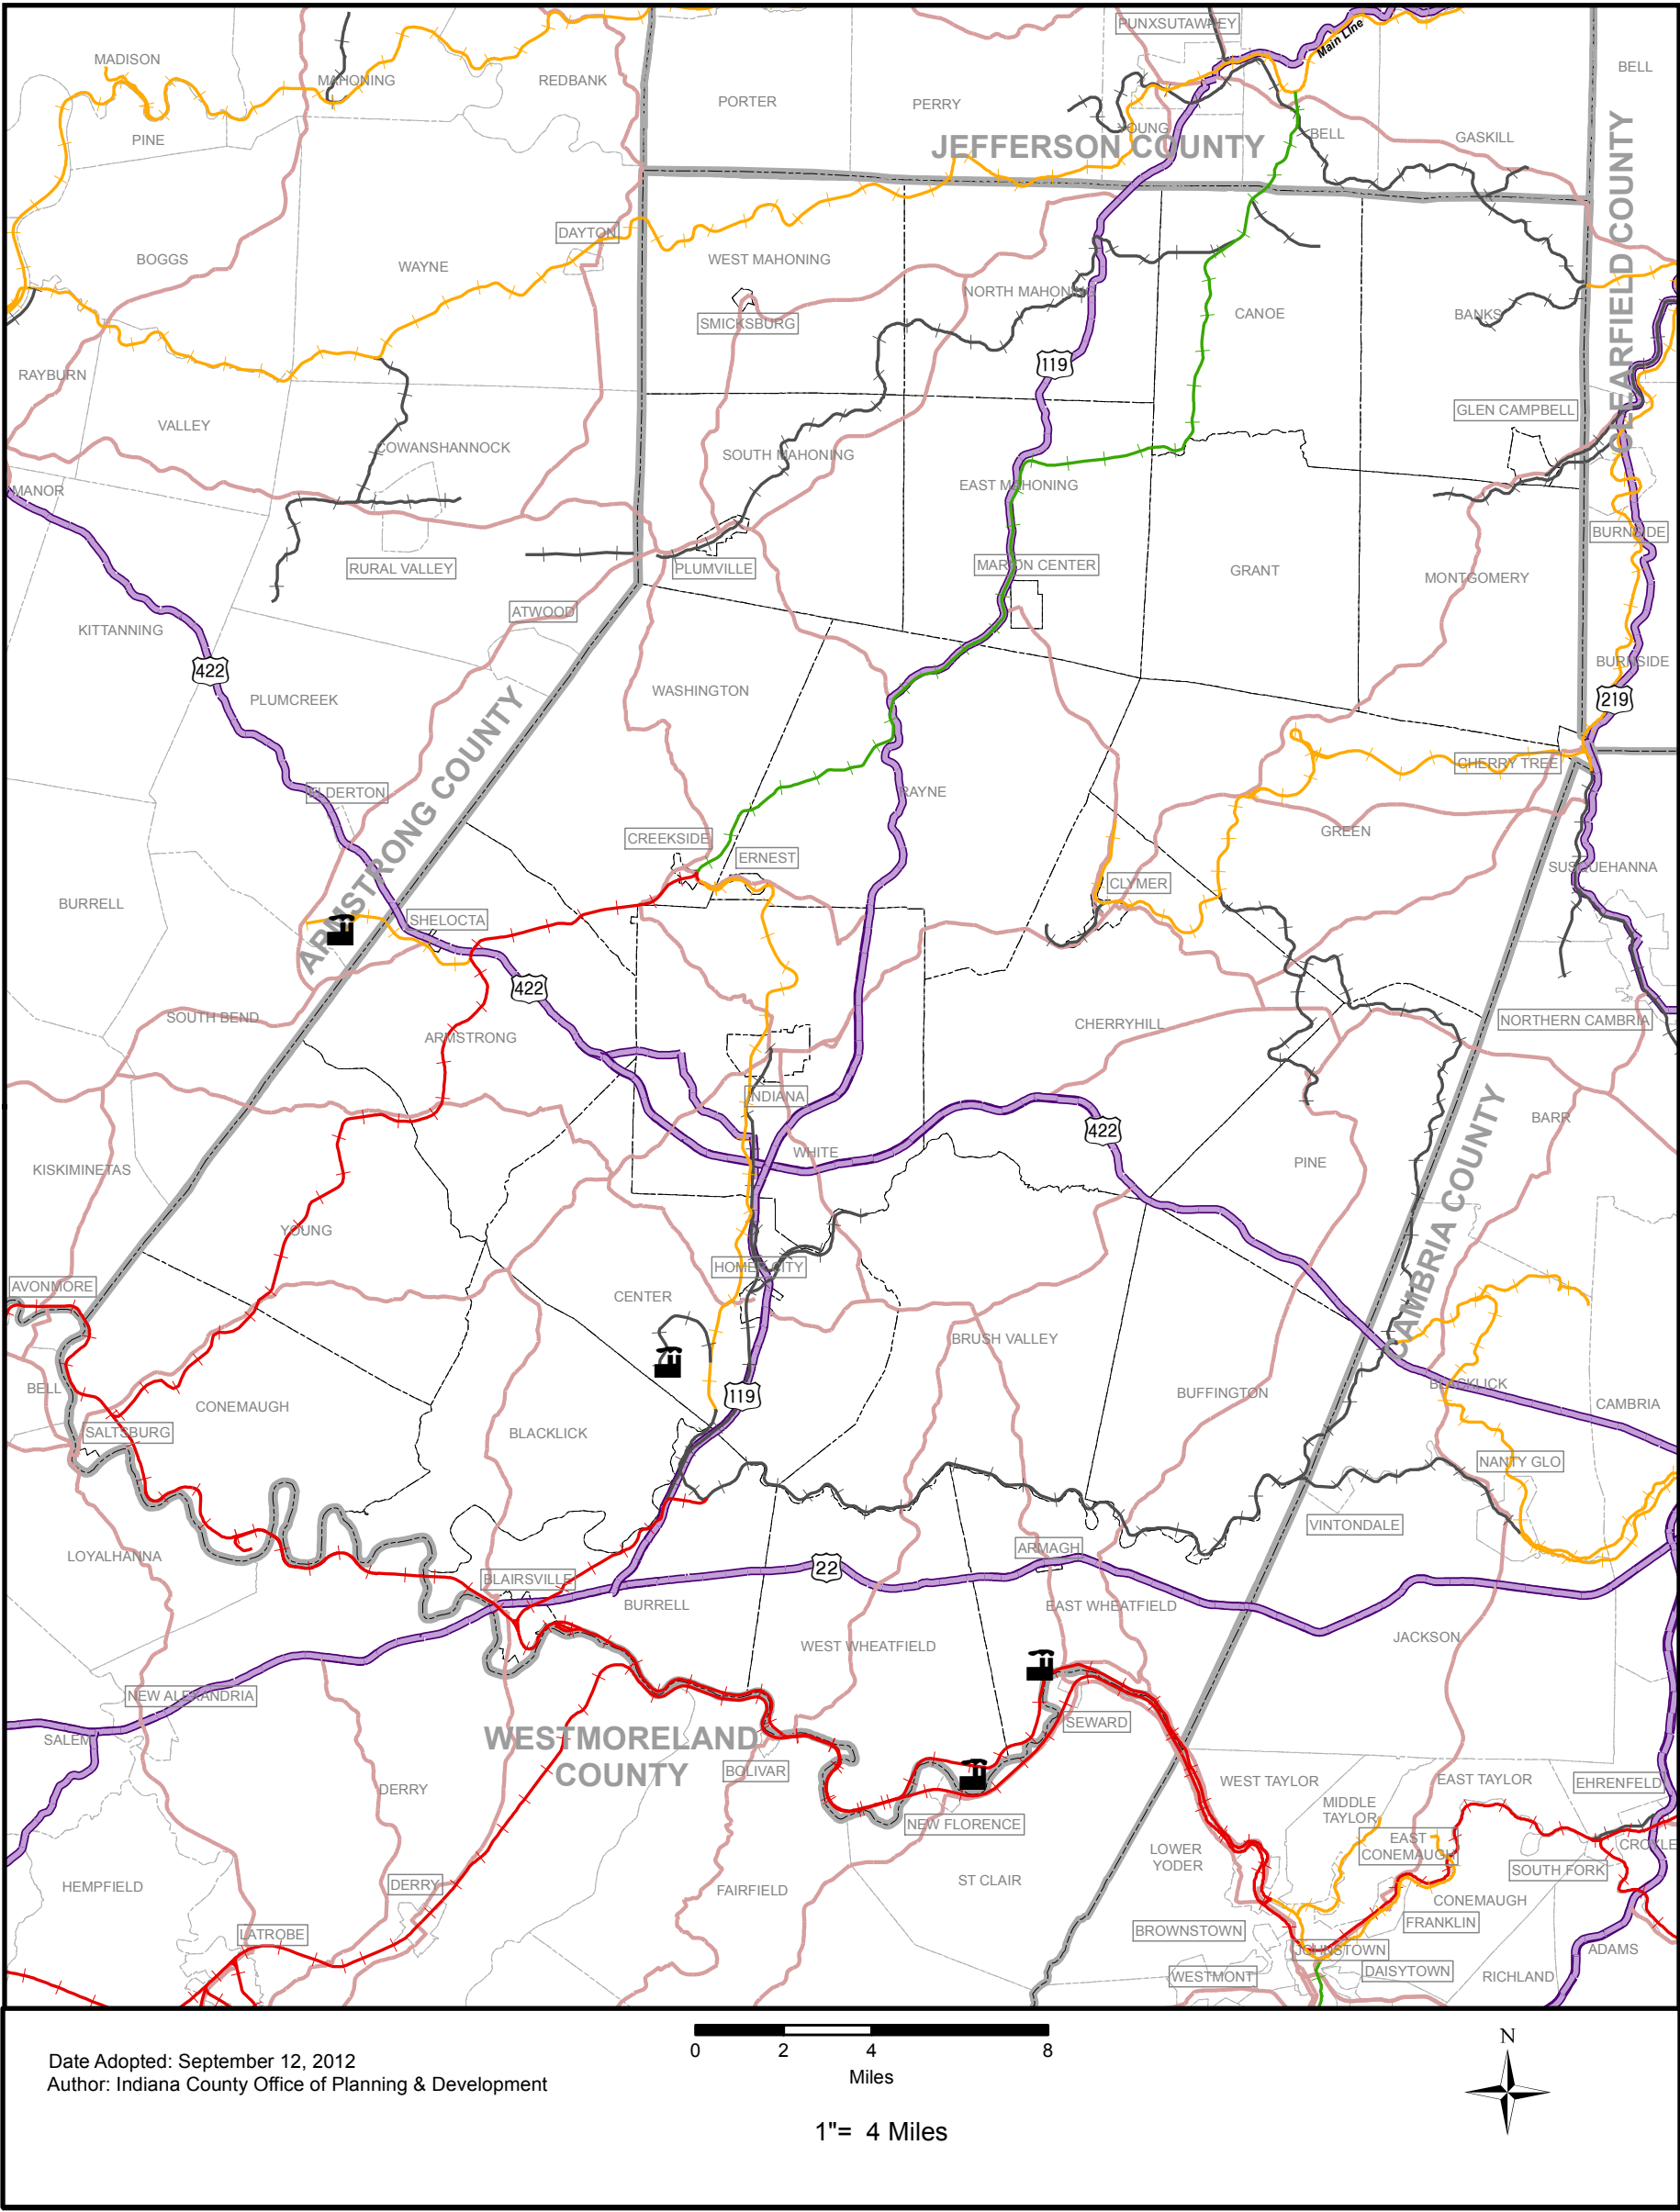 PUNXSUTAWNEY
Main Line
MADISON
MAHONING
REDBANK
PORTER
PERRY
BELL
PINE
YOUNG
BELL
GASKILL
JEFFERSON COUNTY
CLEARFIELD COUNTY
DAYTON
BOGGS
WAYNE
WEST MAHONING
NORTH MAHONING
SMICKSBURG
CANOE
BANKS
119
RAYBURN
VALLEY
COWANSHANNOCK
SOUTH MAHONING
GLEN CAMPBELL
MANOR
EAST MAHONING
BURNSIDE
RURAL VALLEY
PLUMVILLE
MARION CENTER
GRANT
MONTGOMERY
ATWOOD
KITTANNING
422
BURNSIDE
PLUMCREEK
WASHINGTON
219
ARMSTRONG COUNTY
ELDERTON
RAYNE
CHERRY TREE
CREEKSIDE
ERNEST
GREEN
SUSQUEHANNA
CLYMER
BURRELL
SHELOCTA
422
SOUTH BEND
ARMSTRONG
CHERRYHILL
NORTHERN CAMBRIA
INDIANA
422
BARR
KISKIMINETAS
WHITE
PINE
CAMBRIA COUNTY
YOUNG
HOMER CITY
AVONMORE
CENTER
BRUSH VALLEY
BELL
CONEMAUGH
119
BUFFINGTON
BLACKLICK
CAMBRIA
SALTSBURG
BLACKLICK
NANTY GLO
VINTONDALE
LOYALHANNA
ARMAGH
22
BLAIRSVILLE
BURRELL
EAST WHEATFIELD
WEST WHEATFIELD
JACKSON
NEW ALEXANDRIA
SEWARD
SALEM
WESTMORELAND
COUNTY
BOLIVAR
DERRY
WEST TAYLOR
EAST TAYLOR
EHRENFELD
MIDDLE
TAYLOR
NEW FLORENCE
EAST
CONEMAUGH
CROYLE
LOWER
YODER
SOUTH FORK
HEMPFIELD
DERRY
FAIRFIELD
ST CLAIR
CONEMAUGH
FRANKLIN
BROWNSTOWN
LATROBE
JOHNSTOWN
ADAMS
DAISYTOWN
WESTMONT
RICHLAND
Date Adopted: September 12, 2012
Author: Indiana County Office of Planning & Development
0 2 4 8
Miles
1"= 4 Miles
N